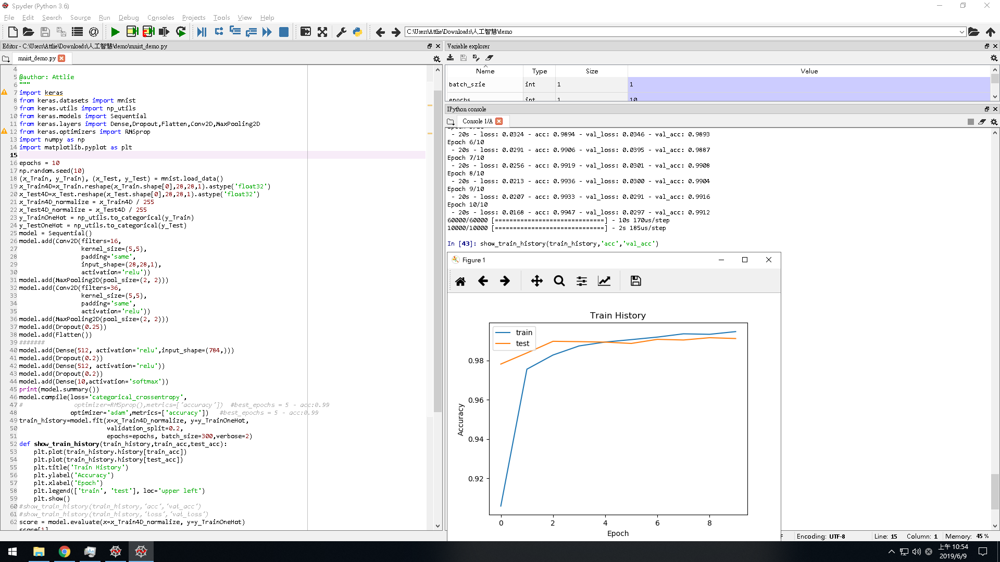 Spyder (Python 3.6)
File Edit Search Source Run Debug Consoles Projects Tools View Help
C:\Users\Attlie\Downloads\人工智慧\demo
Editor - C:\Users\Attlie\Downloads\人工智慧\demo\mnist_demo.py
mnist_demo.py
4
5 @author: Attlie
6 """
7 import keras
8 from keras.datasets import mnist
9 from keras.utils import np_utils
10 from keras.models import Sequential
11 from keras.layers import Dense,Dropout,Flatten,Conv2D,MaxPooling2D
12 from keras.optimizers import RMSprop
13 import numpy as np
14 import matplotlib.pyplot as plt
15
16 epochs = 10
17 np.random.seed(10)
18 (x_Train, y_Train), (x_Test, y_Test) = mnist.load_data()
19 x_Train4D=x_Train.reshape(x_Train.shape[0],28,28,1).astype('float32')
20 x_Test4D=x_Test.reshape(x_Test.shape[0],28,28,1).astype('float32')
21 x_Train4D_normalize = x_Train4D / 255
22 x_Test4D_normalize = x_Test4D / 255
23 y_TrainOneHot = np_utils.to_categorical(y_Train)
24 y_TestOneHot = np_utils.to_categorical(y_Test)
25 model = Sequential()
26 model.add(Conv2D(filters=16,
27 kernel_size=(5,5),
28 padding='same',
29 input_shape=(28,28,1),
30 activation='relu'))
31 model.add(MaxPooling2D(pool_size=(2, 2)))
32 model.add(Conv2D(filters=36,
33 kernel_size=(5,5),
34 padding='same',
35 activation='relu'))
36 model.add(MaxPooling2D(pool_size=(2, 2)))
37 model.add(Dropout(0.25))
38 model.add(Flatten())
39 #######
40 model.add(Dense(512, activation='relu',input_shape=(784,)))
41 model.add(Dropout(0.2))
42 model.add(Dense(512, activation='relu'))
43 model.add(Dropout(0.2))
44 model.add(Dense(10,activation='softmax'))
45 print(model.summary())
46 model.compile(loss='categorical_crossentropy',
47 # optimizer=RMSprop(),metrics=['accuracy']) #best_epochs = 5 - acc:0.99
48 optimizer='adam',metrics=['accuracy']) #best_epochs = 5 - acc:0.99
49 train_history=model.fit(x=x_Train4D_normalize, y=y_TrainOneHot,
50 validation_split=0.2,
51 epochs=epochs, batch_size=300,verbose=2)
52 def show_train_history(train_history,train_acc,test_acc):
53 plt.plot(train_history.history[train_acc])
54 plt.plot(train_history.history[test_acc])
55 plt.title('Train History')
56 plt.ylabel('Accuracy')
57 plt.xlabel('Epoch')
58 plt.legend(['train', 'test'], loc='upper left')
59 plt.show()
60 #show_train_history(train_history,'acc','val_acc')
61 #show_train_history(train_history,'loss','val_loss')
62 score = model.evaluate(x=x_Train4D_normalize, y=y_TrainOneHot)
score[1]
Variable explorer
Name Type Size Value
batch_szie int 1 1
epochs int 1 10
IPython console
Console 1/A
- 20s - loss: 0.0324 - acc: 0.9894 - val_loss: 0.0346 - val_acc: 0.9893
Epoch 6/10
- 20s - loss: 0.0291 - acc: 0.9906 - val_loss: 0.0395 - val_acc: 0.9887
Epoch 7/10
- 20s - loss: 0.0256 - acc: 0.9919 - val_loss: 0.0301 - val_acc: 0.9908
Epoch 8/10
- 20s - loss: 0.0213 - acc: 0.9936 - val_loss: 0.0300 - val_acc: 0.9904
Epoch 9/10
- 20s - loss: 0.0207 - acc: 0.9933 - val_loss: 0.0291 - val_acc: 0.9916
Epoch 10/10
- 20s - loss: 0.0168 - acc: 0.9947 - val_loss: 0.0297 - val_acc: 0.9912
60000/60000 [==============================] - 10s 170us/step
10000/10000 [==============================] - 2s 185us/step
In [43]: show_train_history(train_history,'acc','val_acc')
Figure 1
Train History
train
test
0.98
0.96
0.94
0.92
Accuracy
0 2 4 6 8
Epoch
Encoding: UTF-8 Line: 15 Column: 1 Memory: 45 %
上午 10:54
2019/6/9